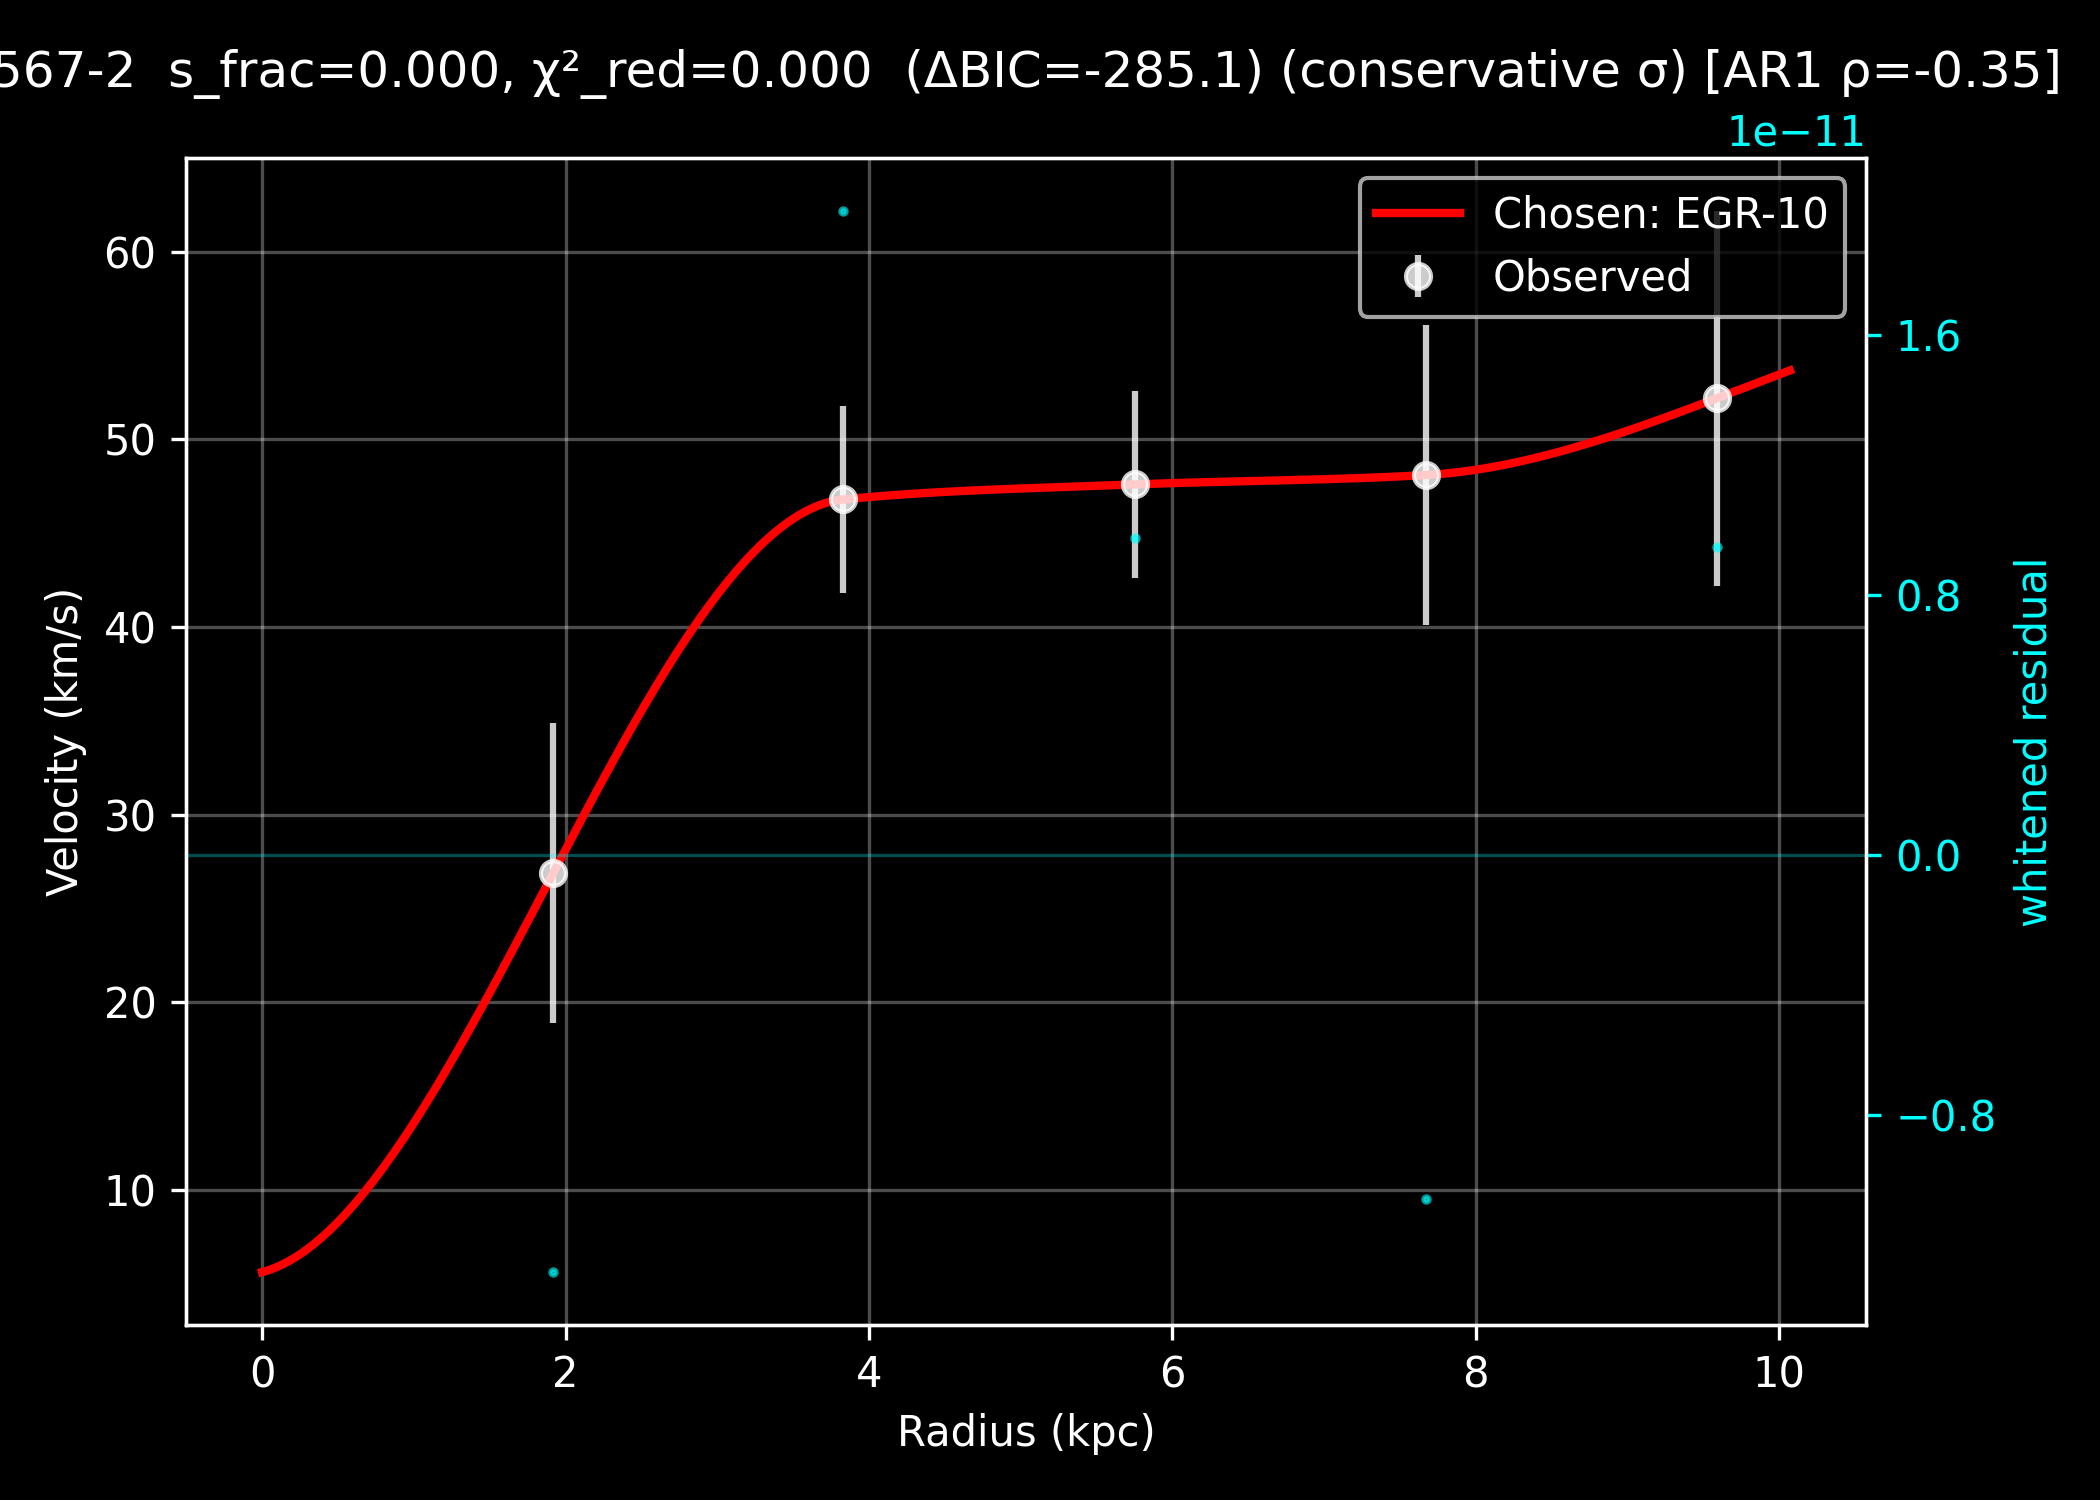 567-2 s_frac=0.000, χ²_red=0.000 (ΔBIC=-285.1) (conservative σ) [AR1 ρ=-0.35]
1e−11
Chosen: EGR-10
Observed
60
50
40
30
20
10
Velocity (km/s)
1.6
0.8
0.0
−0.8
whitened residual
0
2
4
6
8
10
Radius (kpc)